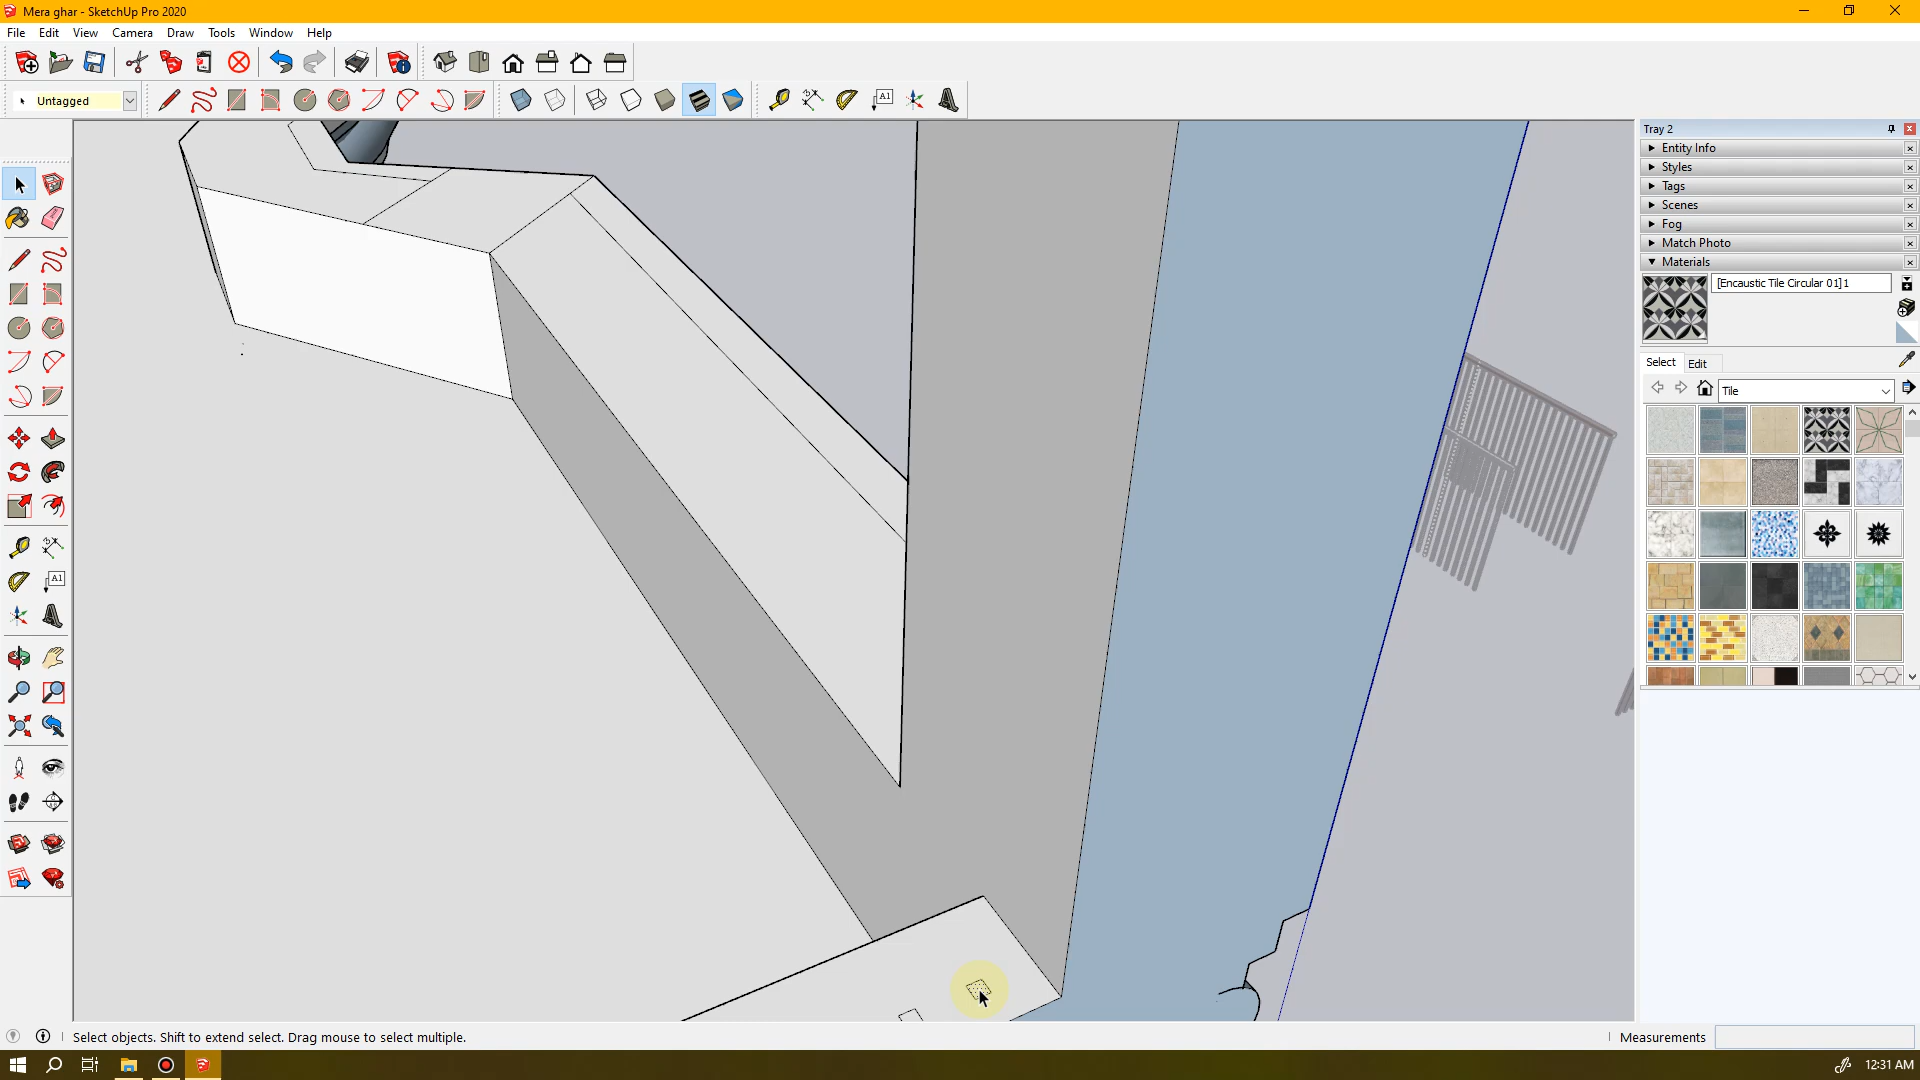 Mera ghar - SketchUp Pro 2020
File Edit View Camera Draw Tools Window Help
Untagged
A1
A1
Tray 2
Entity Info
Styles
Tags
Scenes
Fog
Match Photo
Materials
[Encaustic Tile Circular 01]1
Select Edit
Tile
Select objects. Shift to extend select. Drag mouse to select multiple.
Measurements
12:31 AM